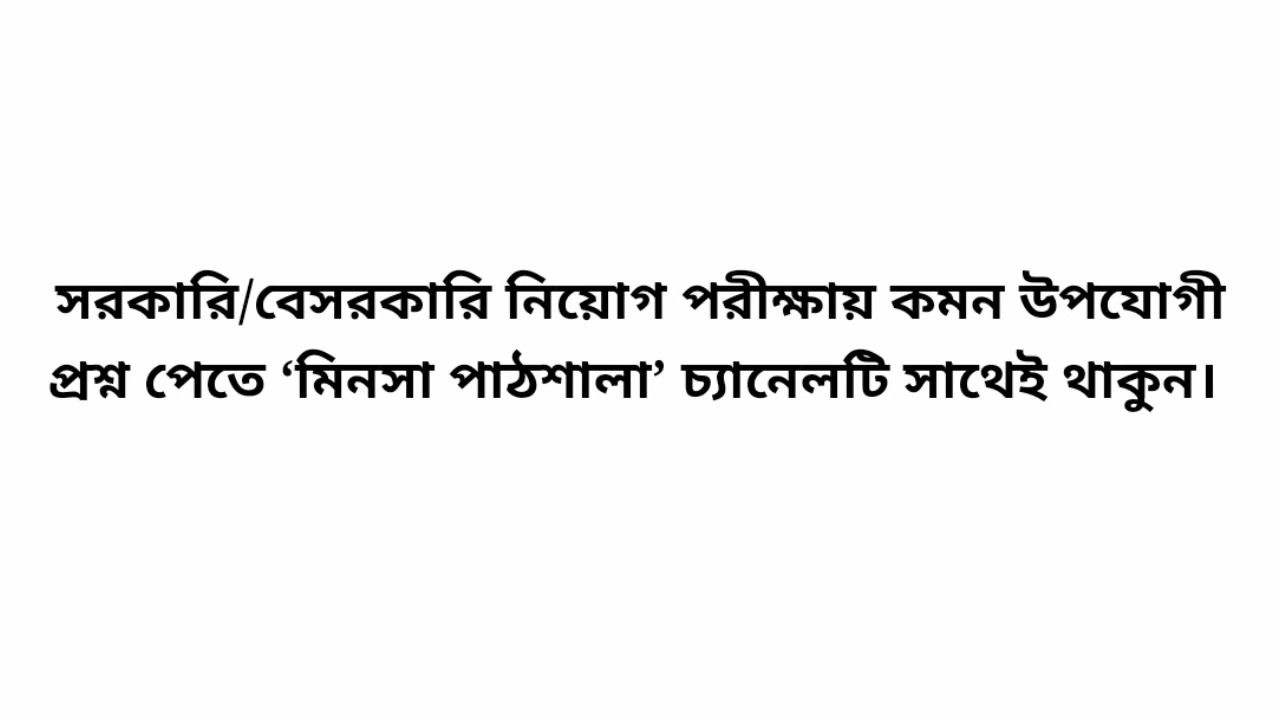 সরকারি/বেসরকারি নিয়োগ পরীক্ষায় কমন উপযোগী
প্রশ্ন পেতে ‘মিনসা পাঠশালা’ চ্যানেলটি সাথেই থাকুন।